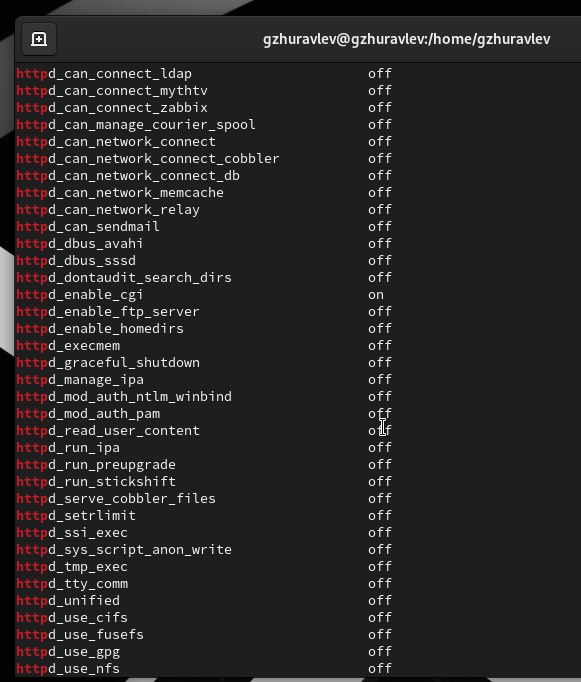 gzhuravlev@gzhuravlev:/home/gzhuravlev
httpd_can_connect_ldap off
httpd_can_connect_mythtv off
httpd_can_connect_zabbix off
httpd_can_manage_courier_spool off
httpd_can_network_connect off
httpd_can_network_connect_cobbler off
httpd_can_network_connect_db off
httpd_can_network_memcache off
httpd_can_network_relay off
httpd_can_sendmail off
httpd_dbus_avahi off
httpd_dbus_sssd off
httpd_dontaudit_search_dirs off
httpd_enable_cgi on
httpd_enable_ftp_server off
httpd_enable_homedirs off
httpd_execmem off
httpd_graceful_shutdown off
httpd_manage_ipa off
httpd_mod_auth_ntlm_winbind off
httpd_mod_auth_pam off
httpd_read_user_content off
httpd_run_ipa off
httpd_run_preupgrade off
httpd_run_stickshift off
httpd_serve_cobbler_files off
httpd_setrlimit off
httpd_ssi_exec off
httpd_sys_script_anon_write off
httpd_tmp_exec off
httpd_tty_comm off
httpd_unified off
httpd_use_cifs off
httpd_use_fusefs off
httpd_use_gpg off
httpd_use_nfs off